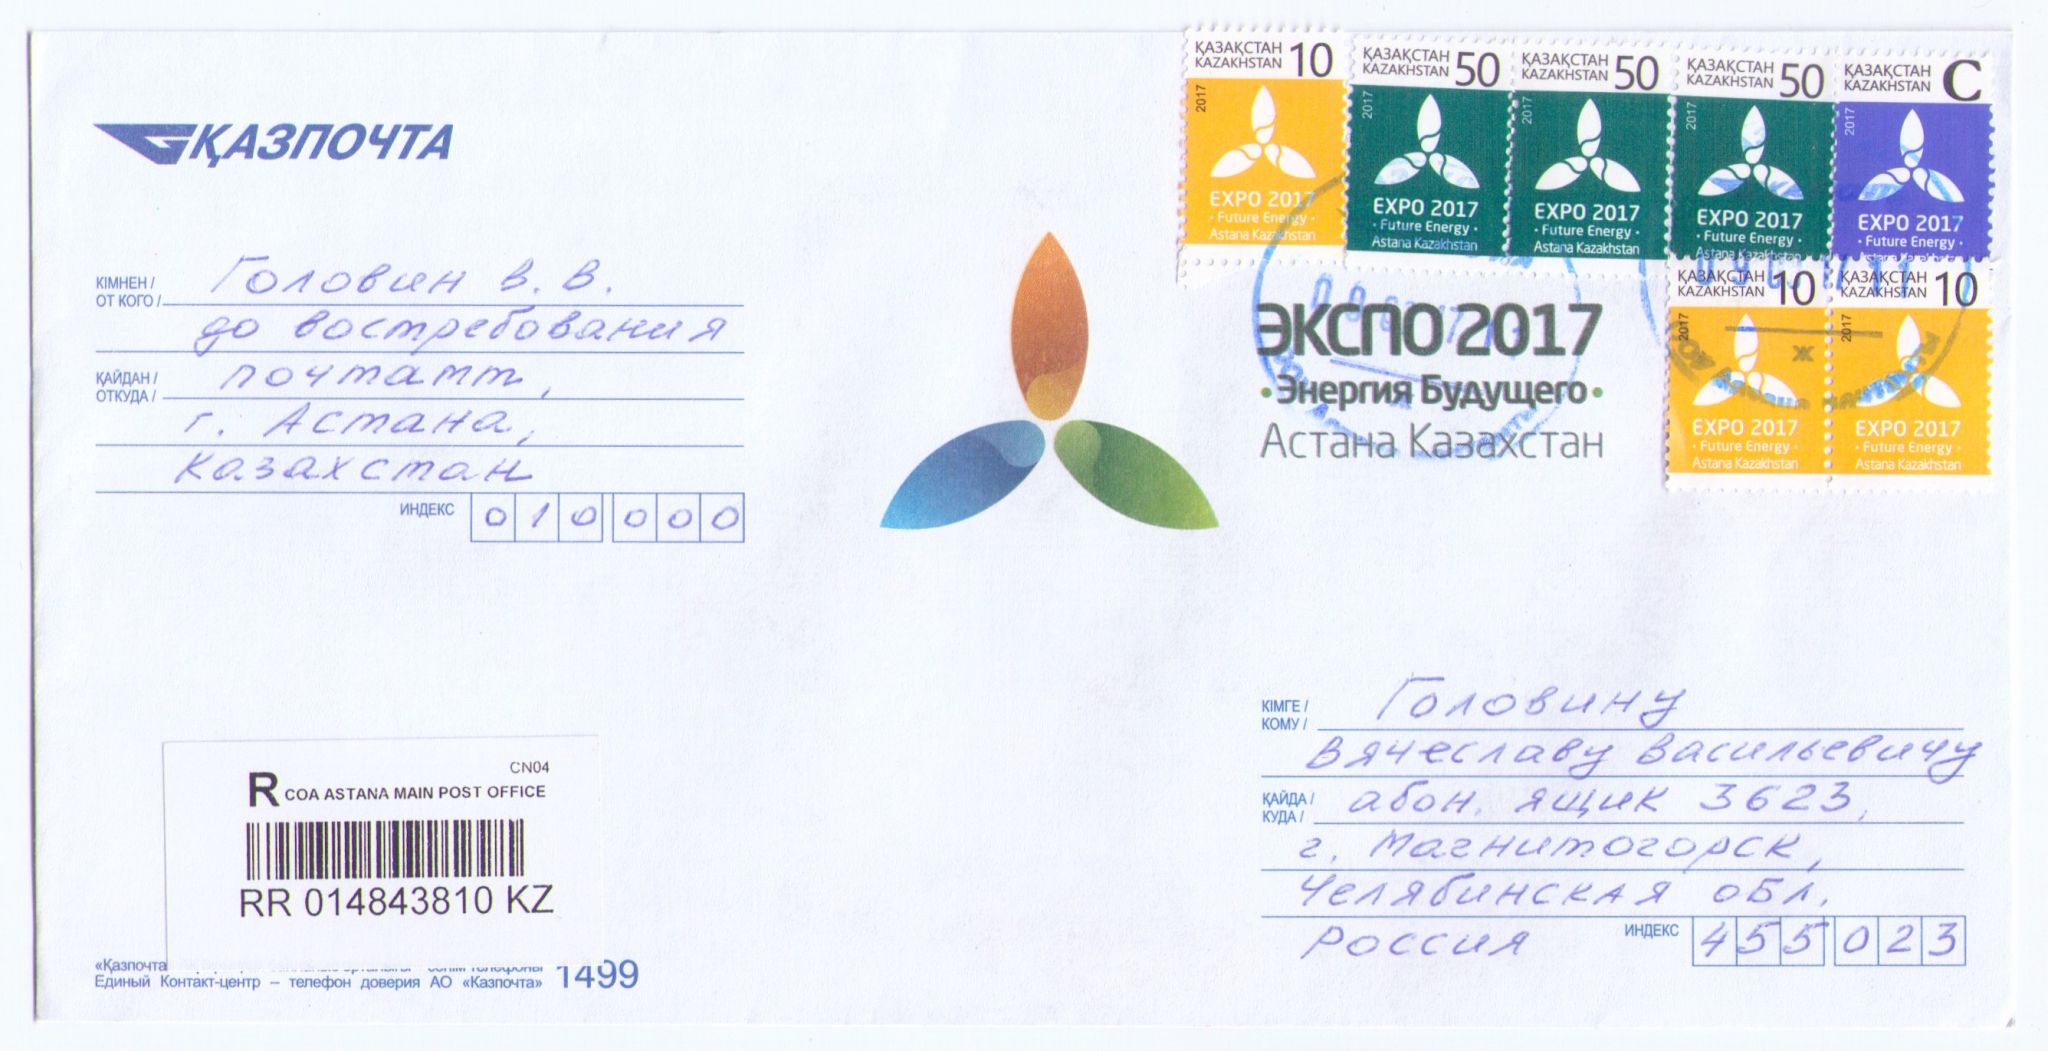 ҚАЗПОЧТА
КІМНЕН /
ОТ КОГО /
Головин В. В.
до востребования
ҚАЙДАН /
ОТКУДА /
почтамт,
г. Астана,
Казахстан
ИНДЕКС 010000
ҚАЗАҚСТАН
KAZAKHSTAN 10
2017
EXPO 2017
· Future Energy ·
Astana Kazakhstan
ҚАЗАҚСТАН
KAZAKHSTAN 50
2017
EXPO 2017
· Future Energy ·
Astana Kazakhstan
ҚАЗАҚСТАН
KAZAKHSTAN 50
2017
EXPO 2017
· Future Energy ·
Astana Kazakhstan
ҚАЗАҚСТАН
KAZAKHSTAN 50
2017
EXPO 2017
· Future Energy ·
Astana Kazakhstan
ҚАЗАҚСТАН
KAZAKHSTAN C
2017
EXPO 2017
· Future Energy ·
ҚАЗАҚСТАН
KAZAKHSTAN 10
2017
EXPO 2017
· Future Energy ·
Astana Kazakhstan
ҚАЗАҚСТАН
KAZAKHSTAN 10
2017
EXPO 2017
· Future Energy ·
Astana Kazakhstan
ЭКСПО 2017
· Энергия Будущего ·
Астана Казахстан
КІМГЕ /
КОМУ /
Головину
Вячеславу Васильевичу
ҚАЙДА /
КУДА /
абон. ящик 3623,
г. Магнитогорск,
Челябинская обл.
Россия
ИНДЕКС 455023
CN04
R COA ASTANA MAIN POST OFFICE
RR 014843810 KZ
«Қазпочта
Единый Контакт-центр – телефон доверия АО «Казпочта» 1499